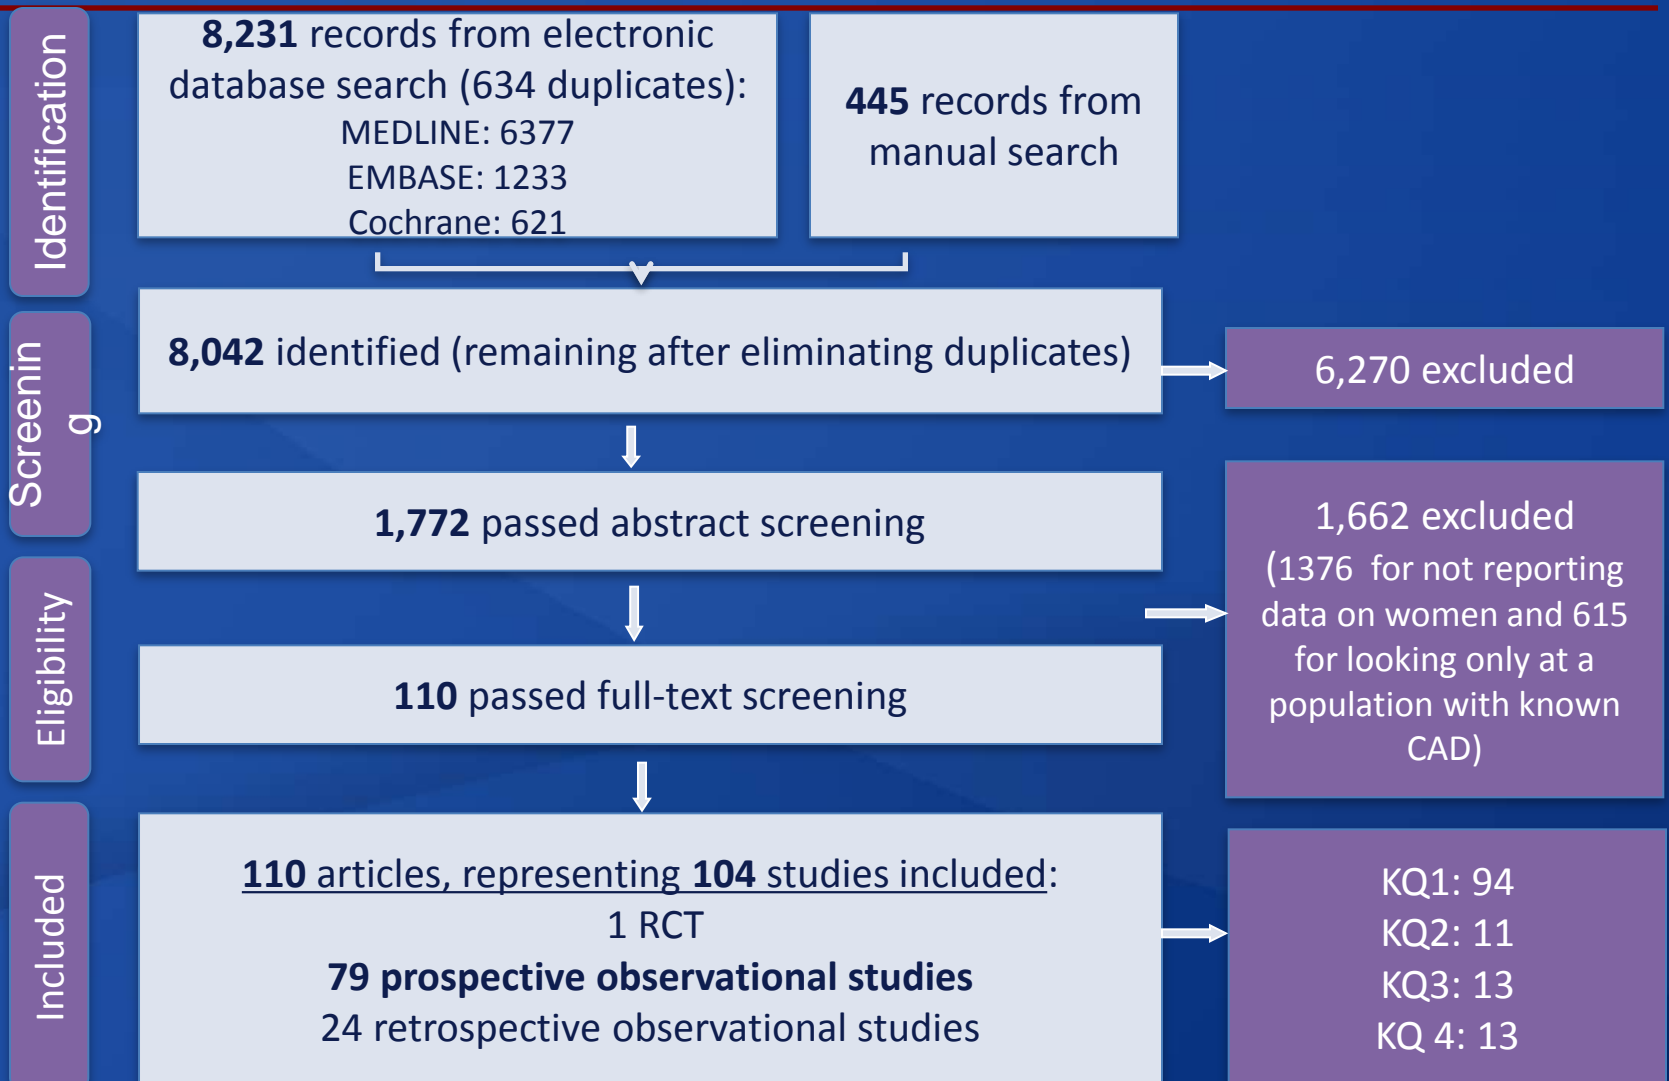 Identification
8,231 records from electronic
database search (634 duplicates):
MEDLINE: 6377
EMBASE: 1233
Cochrane: 621
445 records from
manual search
Screenin
g
8,042 identified (remaining after eliminating duplicates)
6,270 excluded
1,772 passed abstract screening
1,662 excluded
(1376 for not reporting
data on women and 615
for looking only at a
population with known
CAD)
Eligibility
110 passed full-text screening
Included
110 articles, representing 104 studies included:
1 RCT
79 prospective observational studies
24 retrospective observational studies
KQ1: 94
KQ2: 11
KQ3: 13
KQ 4: 13